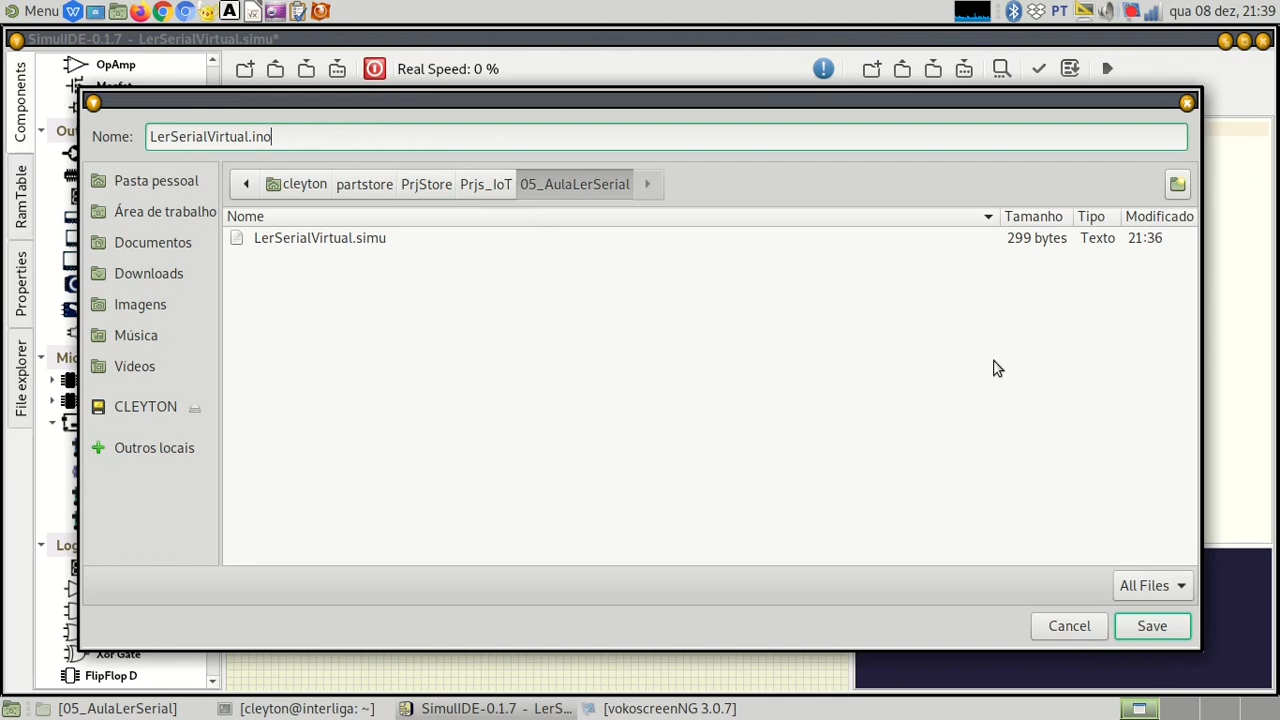 Menu
PT
qua 08 dez, 21:39
SimulIDE-0.1.7 - LerSerialVirtual.simu*
Components
RamTable
Properties
File explorer
OpAmp
Real Speed: 0 %
Nome: LerSerialVirtual.ino
cleyton partstore PrjStore Prjs_IoT 05_AulaLerSerial
Pasta pessoal
Área de trabalho
Documentos
Downloads
Imagens
Música
Vídeos
CLEYTON
Outros locais
Nome Tamanho Tipo Modificado
LerSerialVirtual.simu 299 bytes Texto 21:36
All Files
Cancel Save
Xor Gate
FlipFlop D
[05_AulaLerSerial] [cleyton@interliga: ~] SimulIDE-0.1.7 - LerS... [vokoscreenNG 3.0.7]